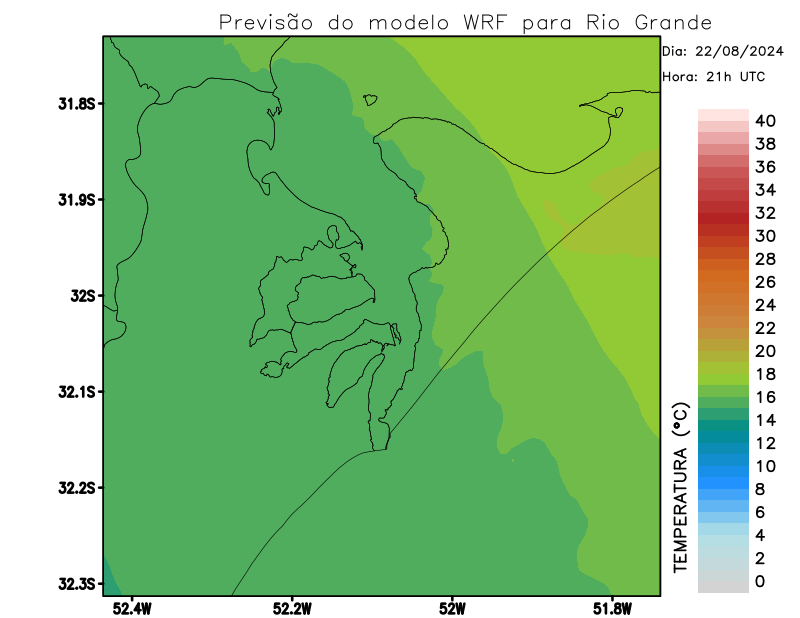 Previsão do modelo WRF para Rio Grande
Dia: 22/08/2024
Hora: 21h UTC
31.8S
31.9S
32S
32.1S
32.2S
32.3S
52.4W
52.2W
52W
51.8W
TEMPERATURA (°C)
40
38
36
34
32
30
28
26
24
22
20
18
16
14
12
10
8
6
4
2
0